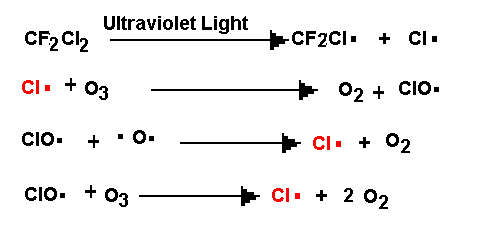 Ultraviolet Light
CF2Cl2 ⟶ CF2Cl· + Cl·
Cl· + O3 ⟶ O2 + ClO·
ClO· + ·O· ⟶ Cl· + O2
ClO· + O3 ⟶ Cl· + 2 O2